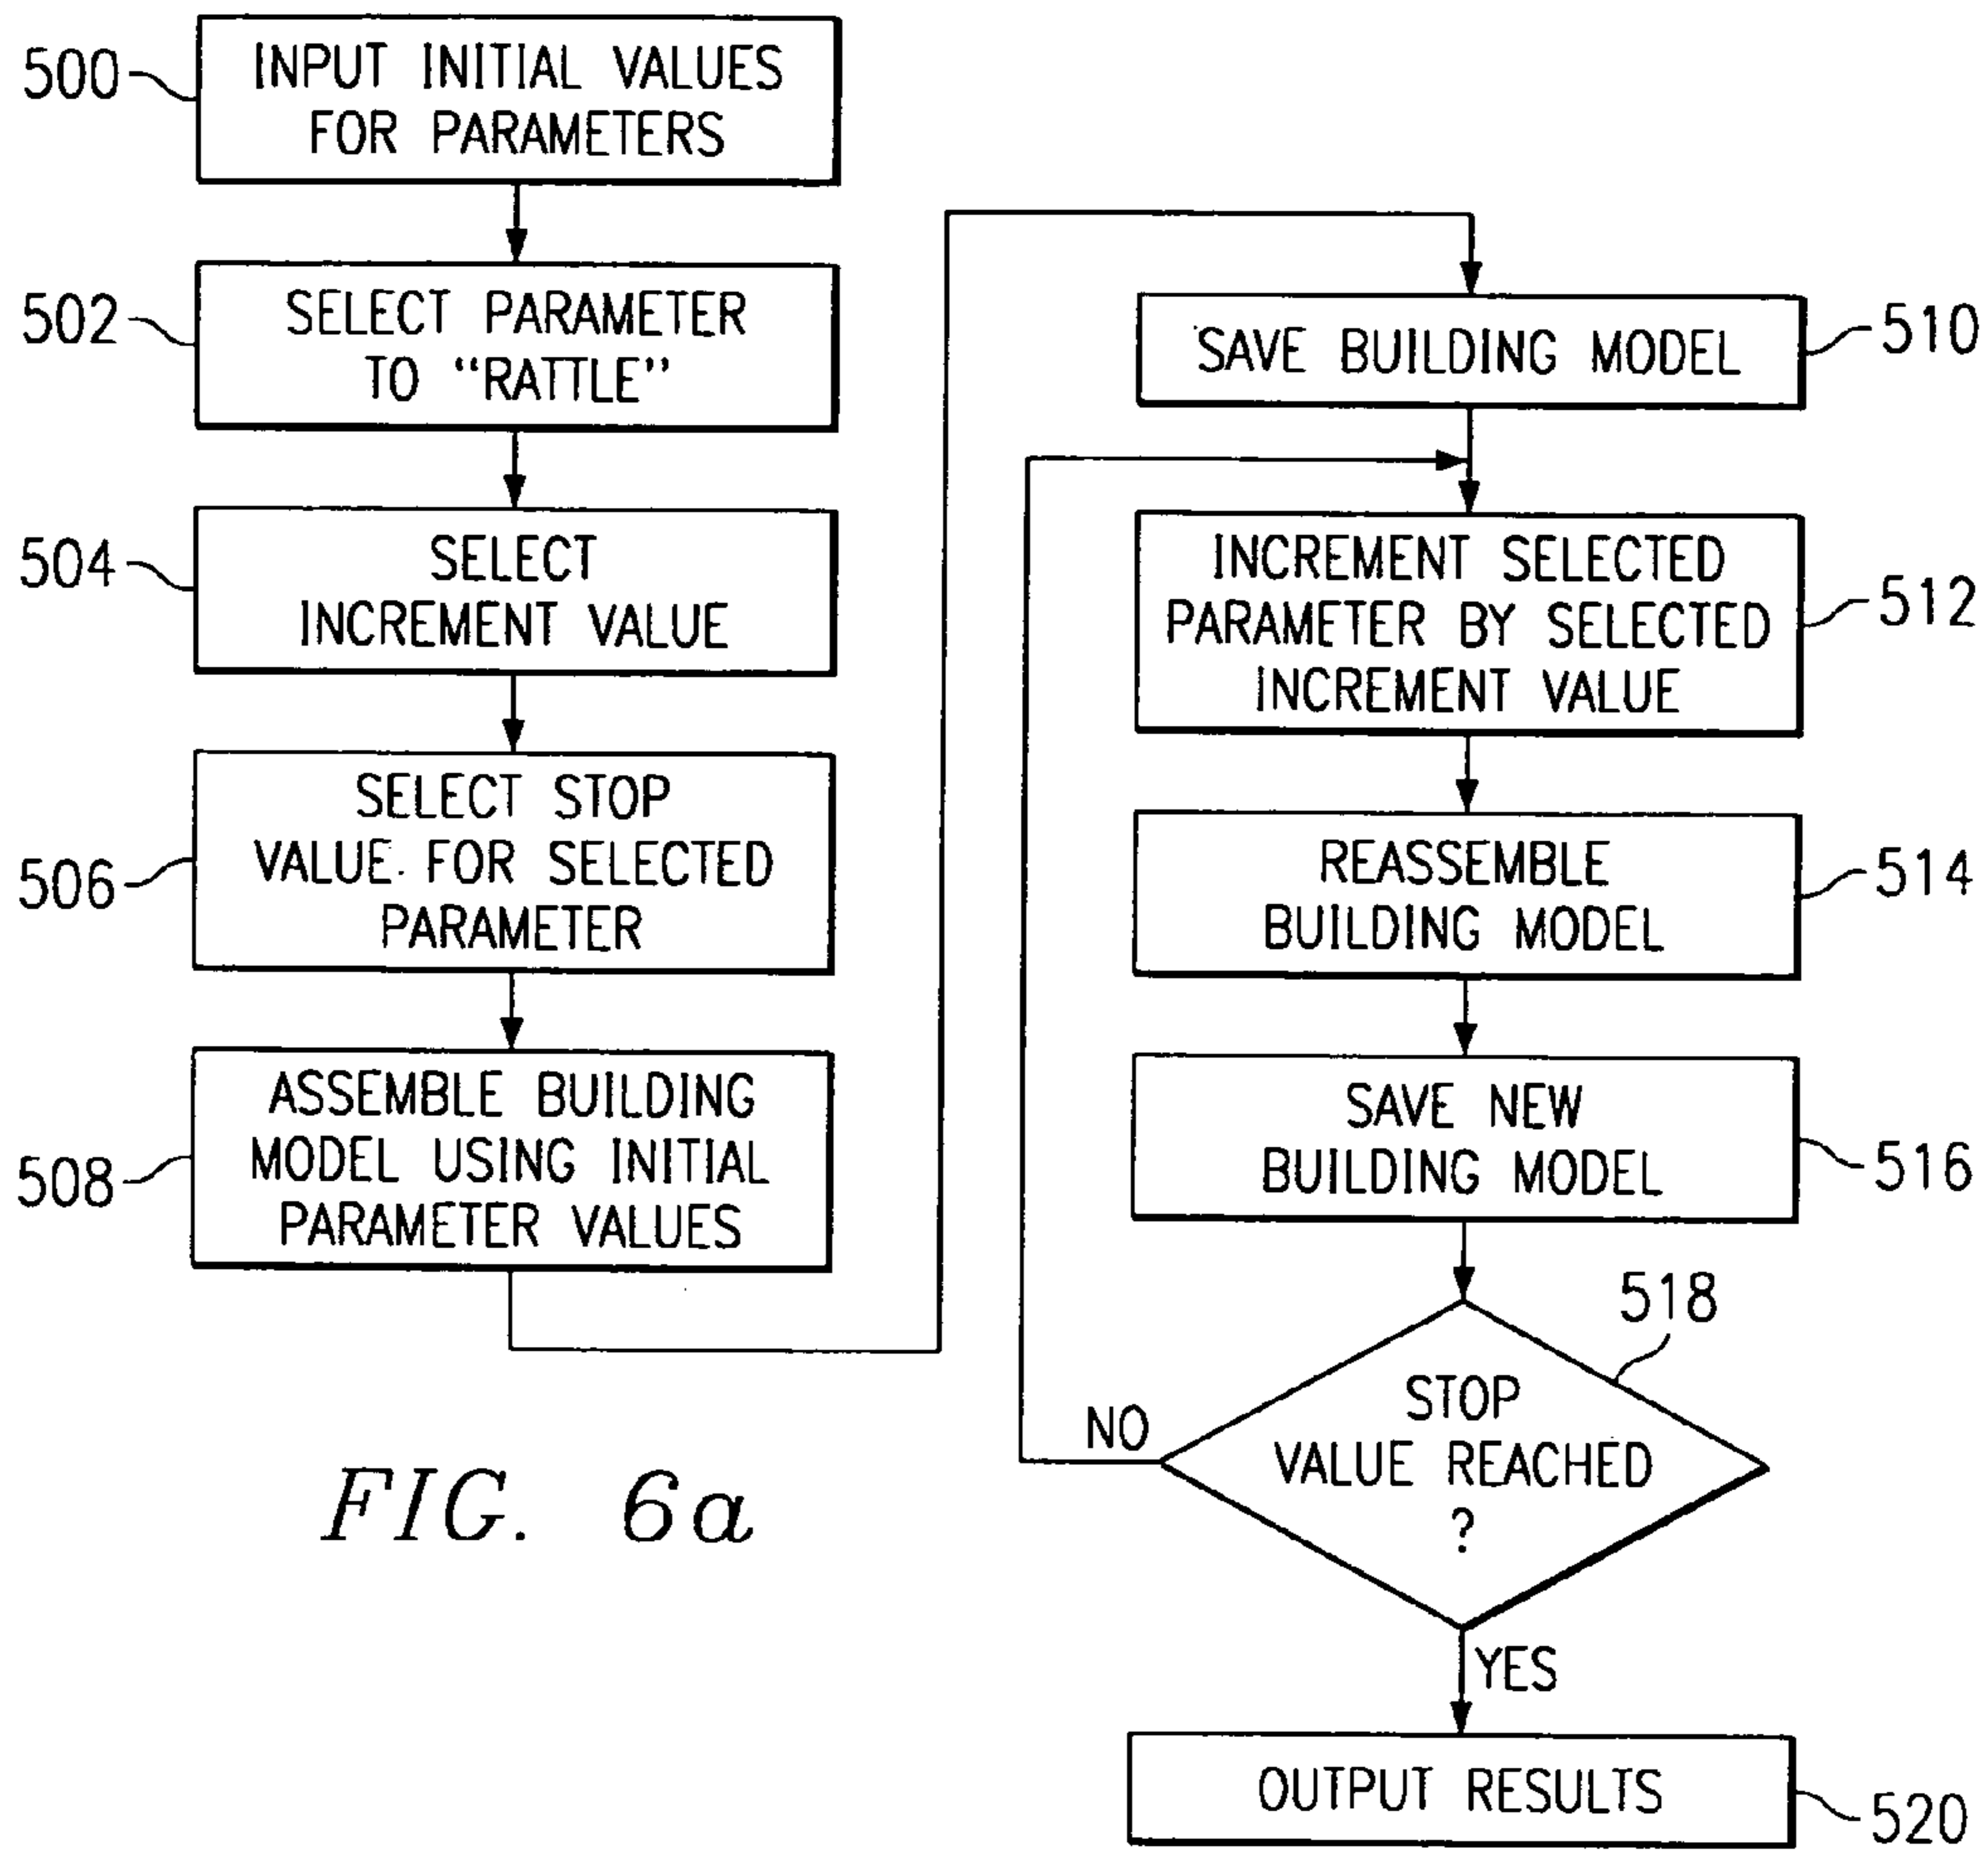 500
INPUT INITIAL VALUES
FOR PARAMETERS
502
SELECT PARAMETER
TO “RATTLE”
504
SELECT
INCREMENT VALUE
506
SELECT STOP
VALUE FOR SELECTED
PARAMETER
508
ASSEMBLE BUILDING
MODEL USING INITIAL
PARAMETER VALUES
SAVE BUILDING MODEL
510
INCREMENT SELECTED
PARAMETER BY SELECTED
INCREMENT VALUE
512
REASSEMBLE
BUILDING MODEL
514
SAVE NEW
BUILDING MODEL
516
518
STOP
VALUE REACHED
?
NO
YES
OUTPUT RESULTS
520
FIG. 6a